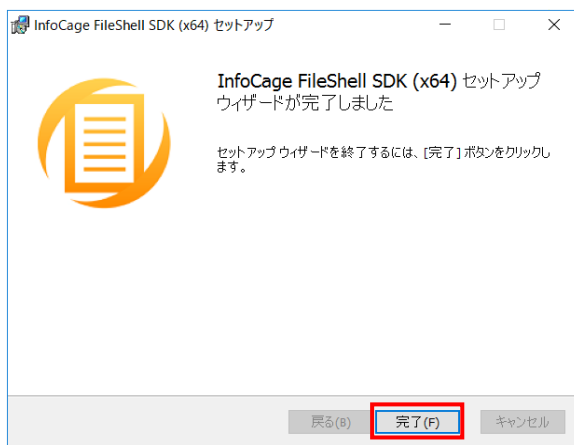 InfoCage FileShell SDK (x64) セットアップ
InfoCage FileShell SDK (x64) セットアップ
ウィザードが完了しました
セットアップ ウィザードを終了するには、[完了] ボタンをクリックし
ます。
戻る(B) 完了(F) キャンセル